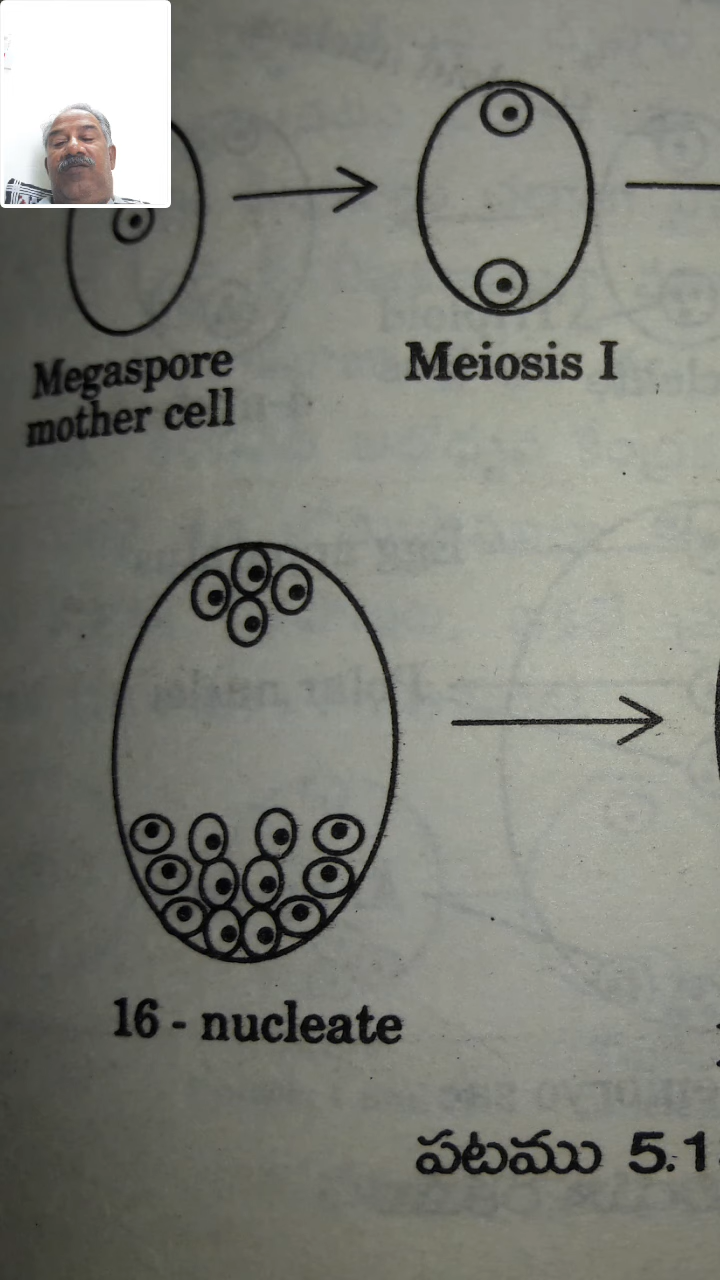 Megaspore
mother cell
Meiosis I
16 - nucleate
పటము 5.1